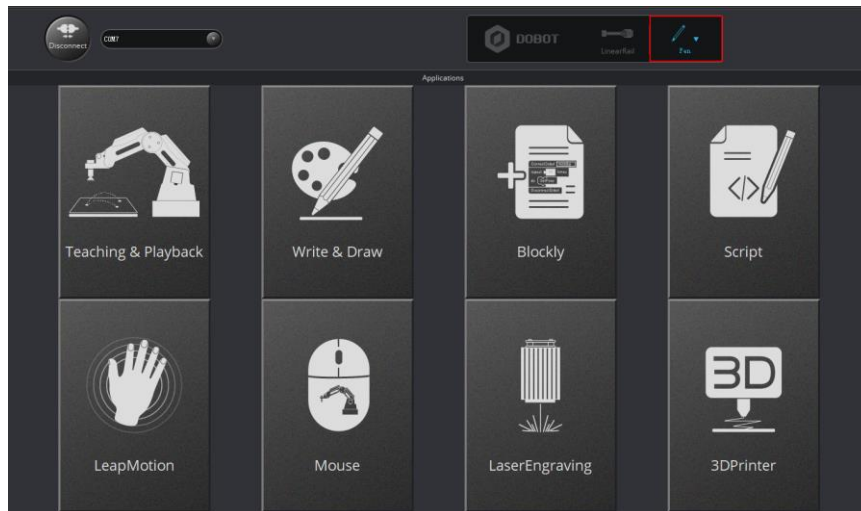 Disconnect
COM7
DOBOT
LinearRail
Pen
Applications
Teaching & Playback
Write & Draw
Blockly
Script
LeapMotion
Mouse
LaserEngraving
3D
3DPrinter